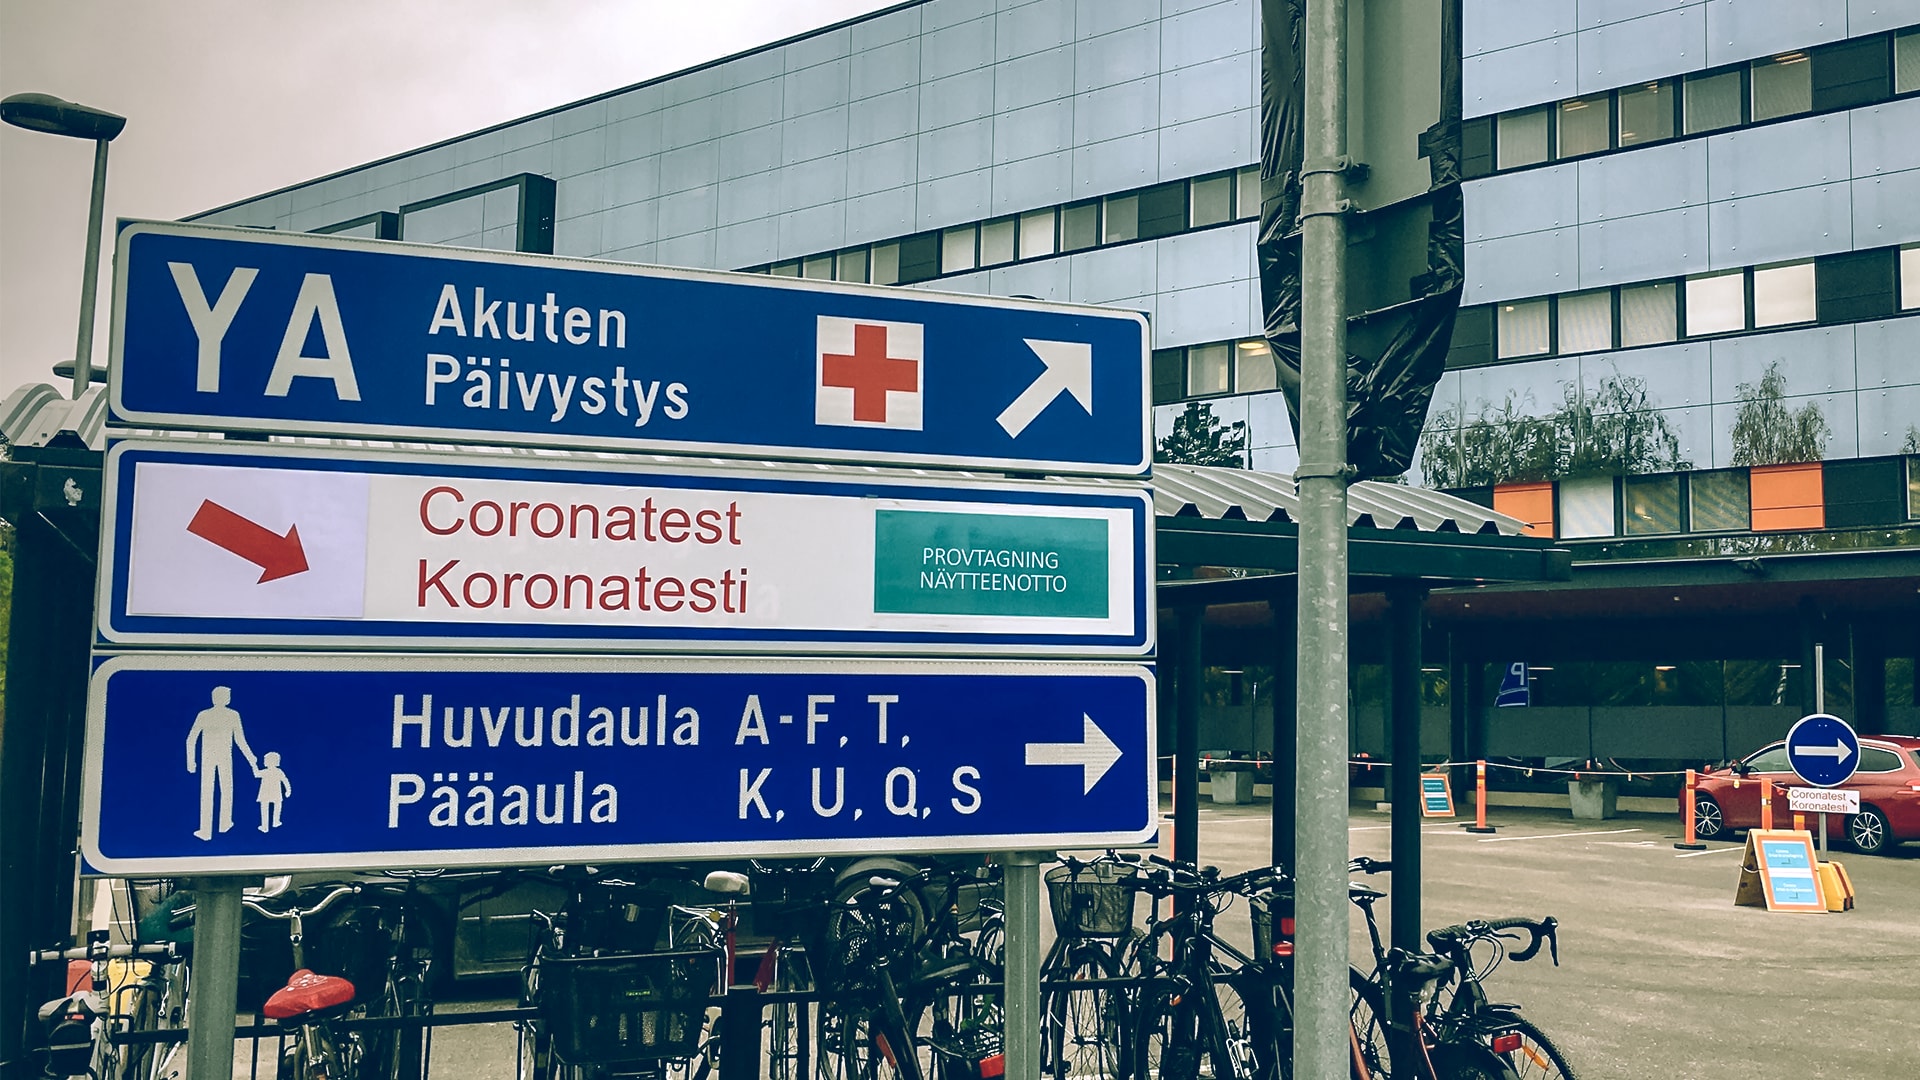 YA
Akuten
Päivystys
Coronatest
Koronatesti
PROVTAGNING
NÄYTTEENOTTO
Huvudaula A-F, T,
Pääaula K, U, Q, S
P
Coronatest
Koronatesti